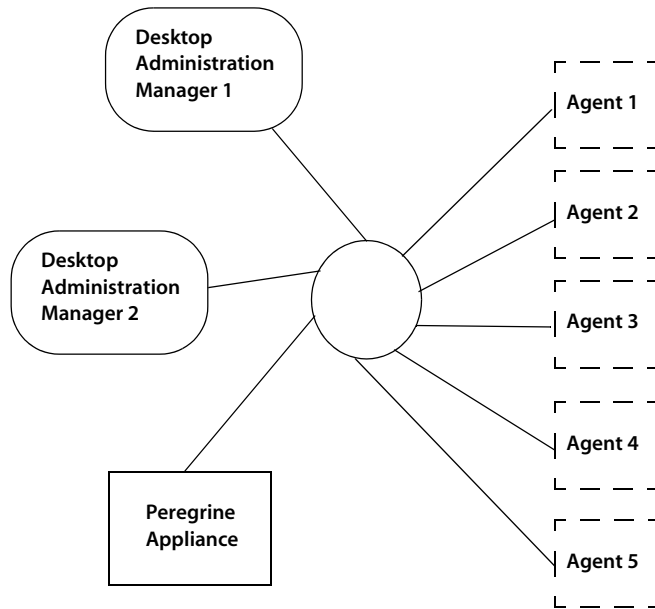 Desktop
Administration
Manager 1
Desktop
Administration
Manager 2
Peregrine
Appliance
Agent 1
Agent 2
Agent 3
Agent 4
Agent 5